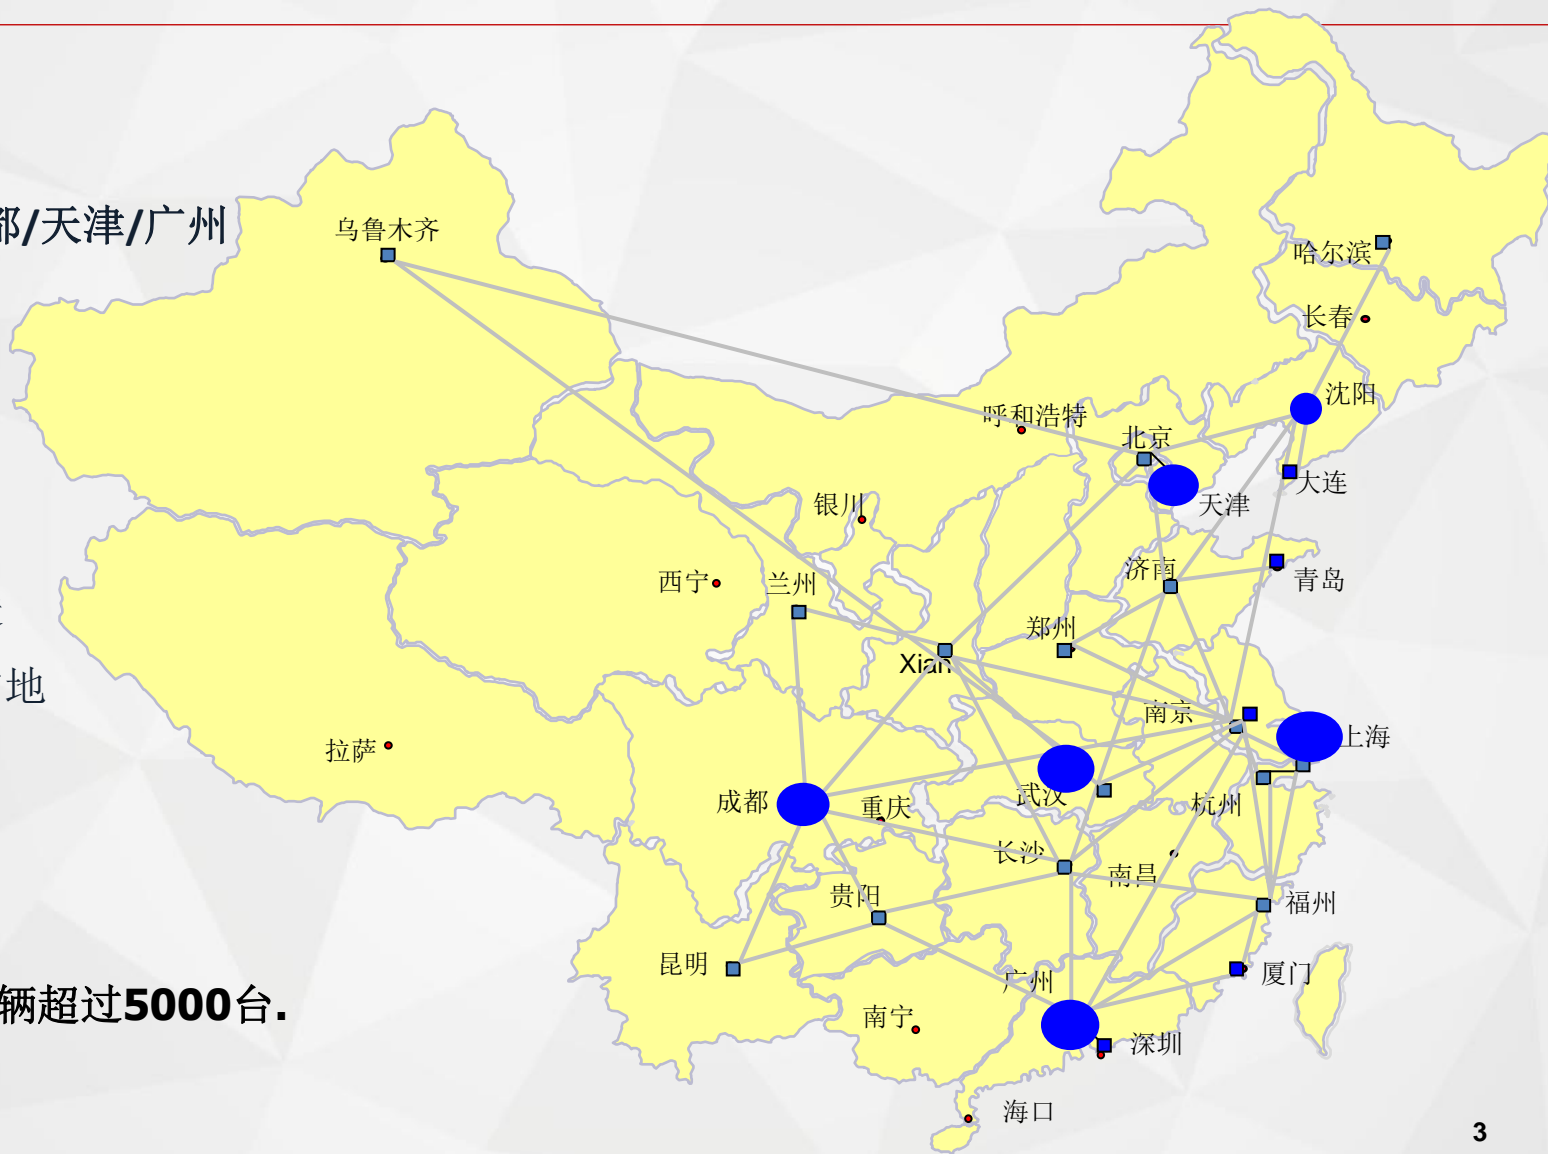 都/天津/广州
乌鲁木齐
哈尔滨
长春
沈阳
呼和浩特
北京
大连
天津
银川
济南
青岛
西宁
兰州
郑州
Xian
地
南京
上海
拉萨
成都
重庆
武汉
杭州
长沙
南昌
贵阳
福州
昆明
广州
厦门
辆超过5000台.
南宁
深圳
海口
3